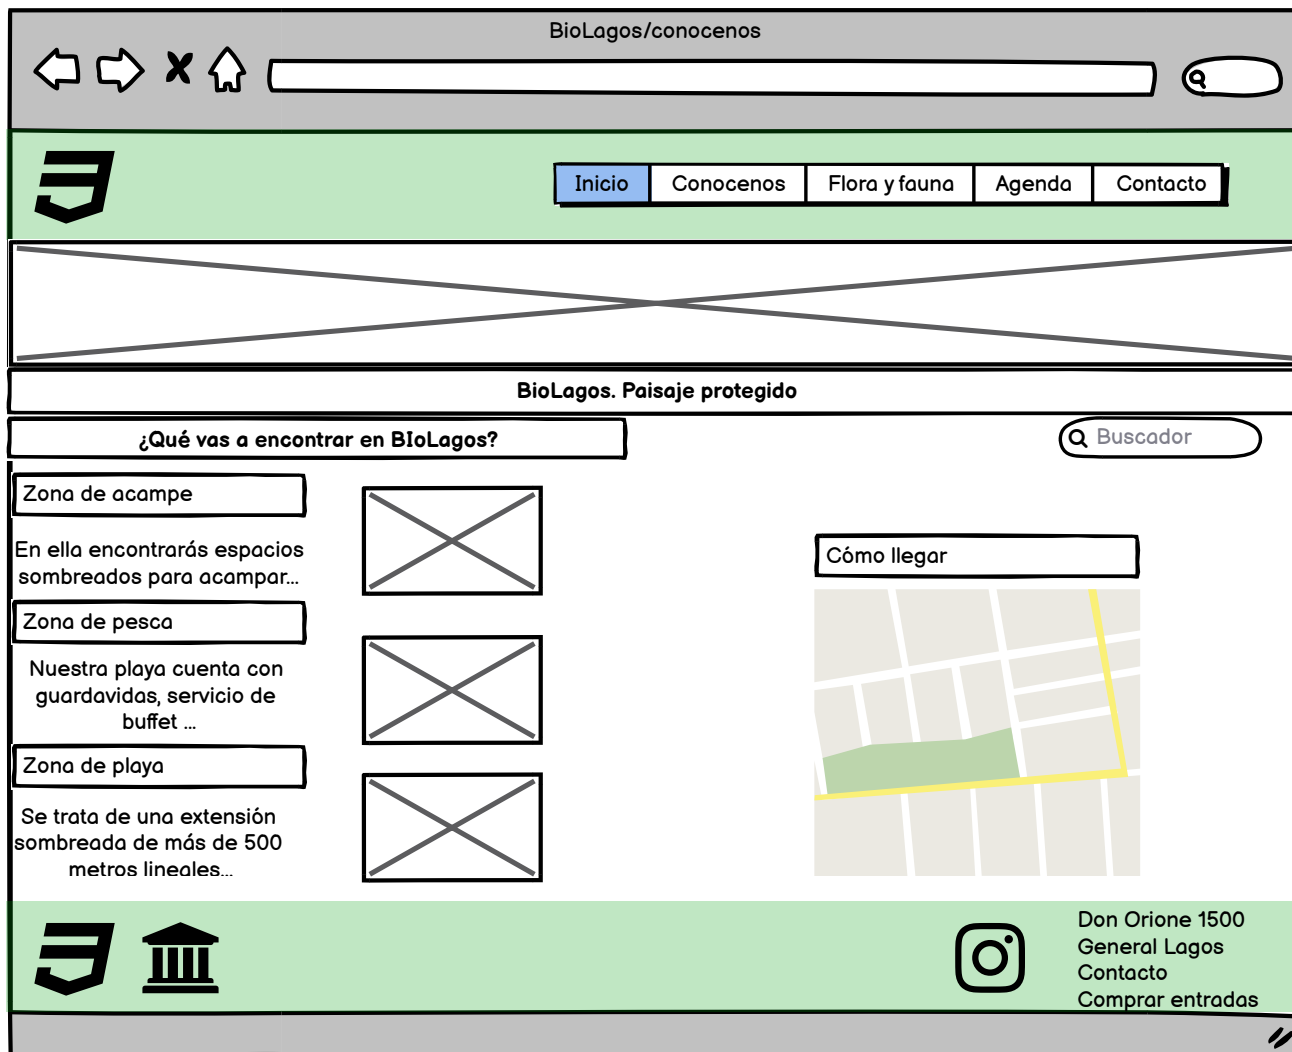 BioLagos/conocenos
Inicio
Conocenos
Flora y fauna
Agenda
Contacto
BioLagos. Paisaje protegido
¿Qué vas a encontrar en BIoLagos?
Buscador
Zona de acampe
En ella encontrarás espacios
sombreados para acampar...
Zona de pesca
Nuestra playa cuenta con
guardavidas, servicio de
buffet ...
Zona de playa
Se trata de una extensión
sombreada de más de 500
metros lineales...
Cómo llegar
Don Orione 1500
General Lagos
Contacto
Comprar entradas